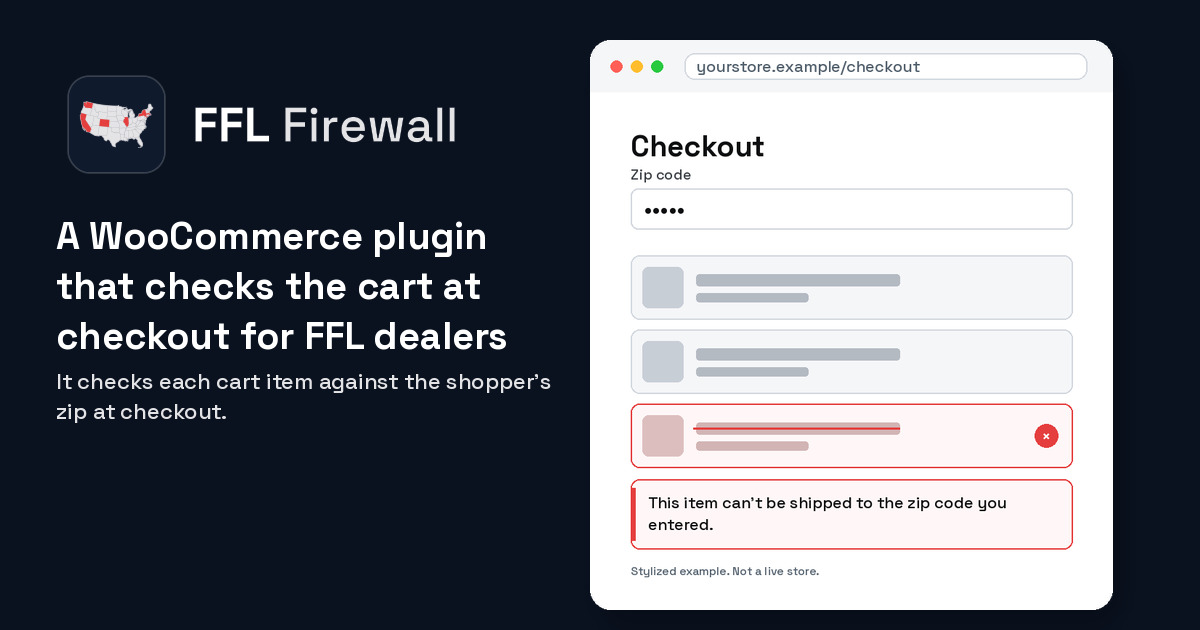 FFL Firewall
A WooCommerce plugin
that checks the cart at
checkout for FFL dealers
It checks each cart item against the shopper’s
zip at checkout.
yourstore.example/checkout
Checkout
Zip code
•••••
This item can’t be shipped to the zip code you
entered.
Stylized example. Not a live store.